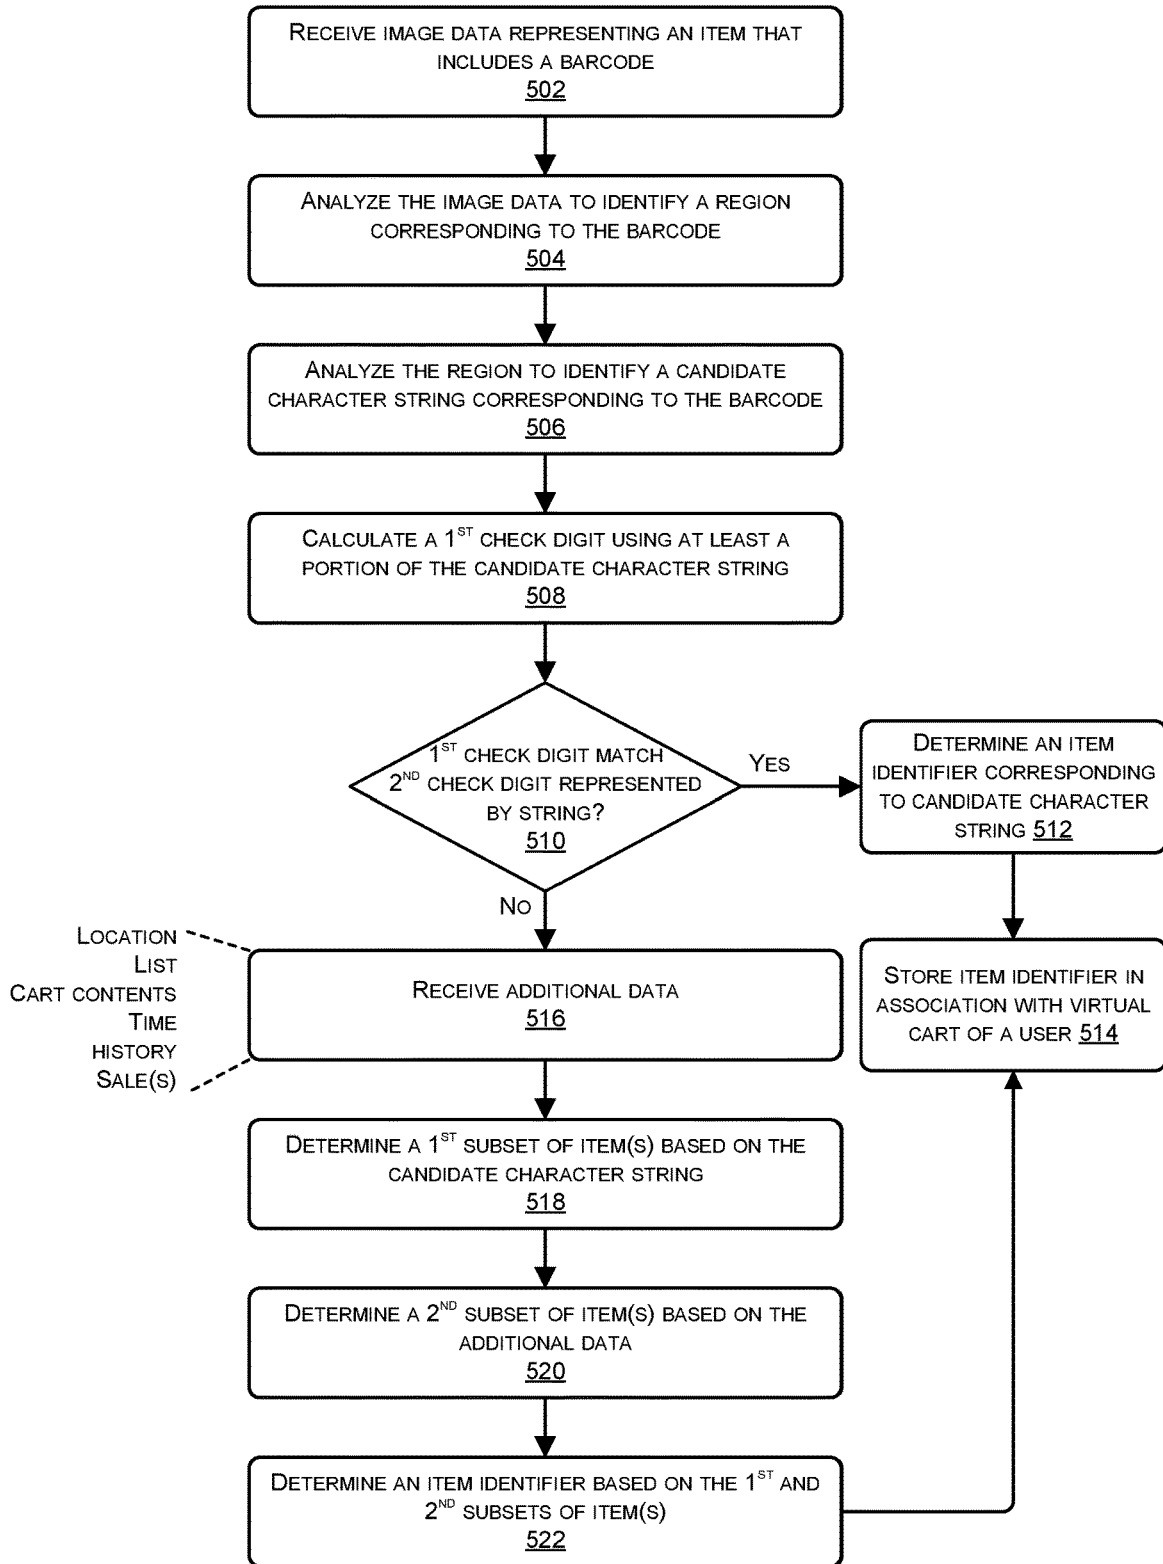 RECEIVE IMAGE DATA REPRESENTING AN ITEM THAT
INCLUDES A BARCODE
502
ANALYZE THE IMAGE DATA TO IDENTIFY A REGION
CORRESPONDING TO THE BARCODE
504
ANALYZE THE REGION TO IDENTIFY A CANDIDATE
CHARACTER STRING CORRESPONDING TO THE BARCODE
506
CALCULATE A 1ST CHECK DIGIT USING AT LEAST A
PORTION OF THE CANDIDATE CHARACTER STRING
508
1ST CHECK DIGIT MATCH
2ND CHECK DIGIT REPRESENTED
BY STRING?
510
YES
DETERMINE AN ITEM
IDENTIFIER CORRESPONDING
TO CANDIDATE CHARACTER
STRING 512
STORE ITEM IDENTIFIER IN
ASSOCIATION WITH VIRTUAL
CART OF A USER 514
NO
LOCATION
LIST
CART CONTENTS
TIME
HISTORY
SALE(S)
RECEIVE ADDITIONAL DATA
516
DETERMINE A 1ST SUBSET OF ITEM(S) BASED ON THE
CANDIDATE CHARACTER STRING
518
DETERMINE A 2ND SUBSET OF ITEM(S) BASED ON THE
ADDITIONAL DATA
520
DETERMINE AN ITEM IDENTIFIER BASED ON THE 1ST AND
2ND SUBSETS OF ITEM(S)
522